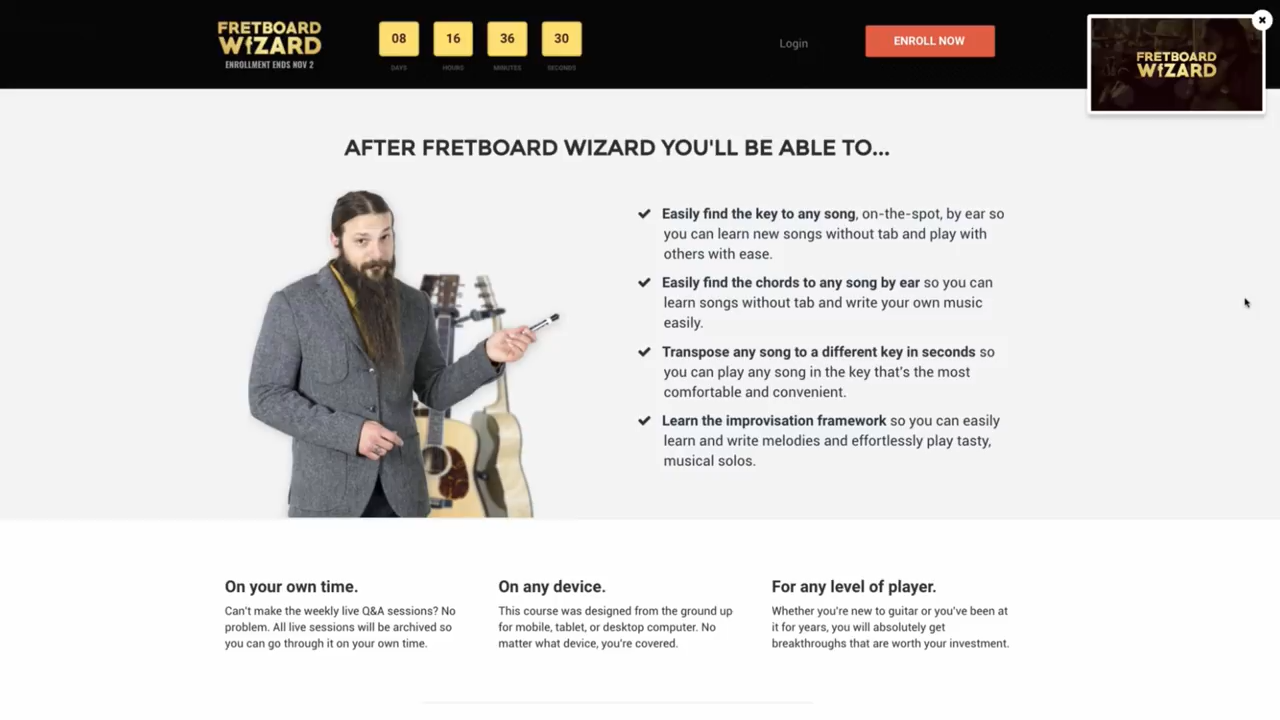 FRETBOARD
WIZARD
ENROLLMENT ENDS NOV 2
08 16 36 30
DAYS HOURS MINUTES SECONDS
Login
ENROLL NOW
FRETBOARD
WIZARD
AFTER FRETBOARD WIZARD YOU'LL BE ABLE TO...
Easily find the key to any song, on-the-spot, by ear so
you can learn new songs without tab and play with
others with ease.
Easily find the chords to any song by ear so you can
learn songs without tab and write your own music
easily.
Transpose any song to a different key in seconds so
you can play any song in the key that's the most
comfortable and convenient.
Learn the improvisation framework so you can easily
learn and write melodies and effortlessly play tasty,
musical solos.
On your own time.
Can't make the weekly live Q&A sessions? No
problem. All live sessions will be archived so
you can go through it on your own time.
On any device.
This course was designed from the ground up
for mobile, tablet, or desktop computer. No
matter what device, you're covered.
For any level of player.
Whether you're new to guitar or you've been at
it for years, you will absolutely get
breakthroughs that are worth your investment.